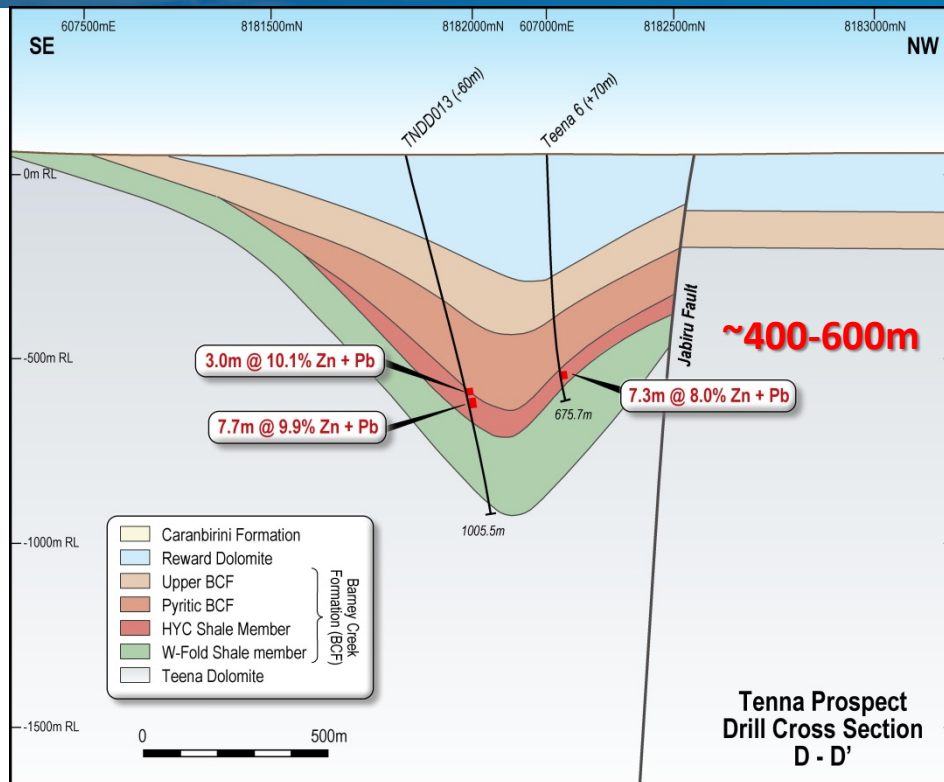 607500mE
8181500mN
8182000mN
607000mE
8182500mN
8183000mN
SE
NW
TNDD013 (-60m)
Teena 6 (+70m)
0m RL
Jabiru Fault
~400-600m
-500m RL
3.0m @ 10.1% Zn + Pb
7.3m @ 8.0% Zn + Pb
7.7m @ 9.9% Zn + Pb
675.7m
1005.5m
-1000m RL
Caranbirini Formation
Reward Dolomite
Upper BCF
Pyritic BCF
HYC Shale Member
W-Fold Shale member
Teena Dolomite
Barney Creek
Formation (BCF)
-1500m RL
0
500m
Tenna Prospect
Drill Cross Section
D - D'